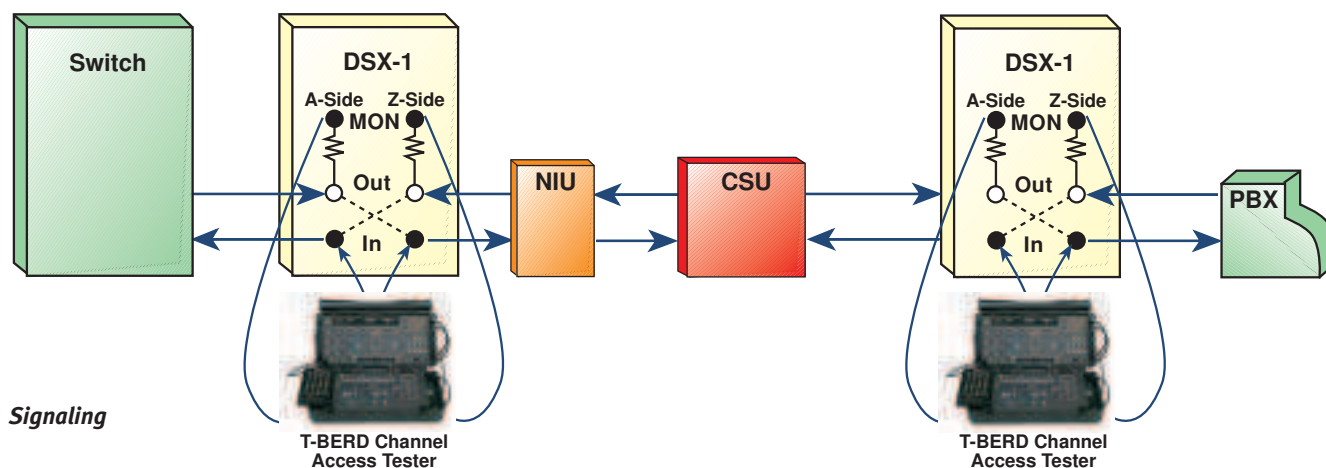 Switch
DSX-1
A-Side Z-Side
MON
Out
In
NIU
CSU
DSX-1
A-Side Z-Side
MON
Out
In
PBX
T-BERD Channel
Access Tester
T-BERD Channel
Access Tester
Signaling